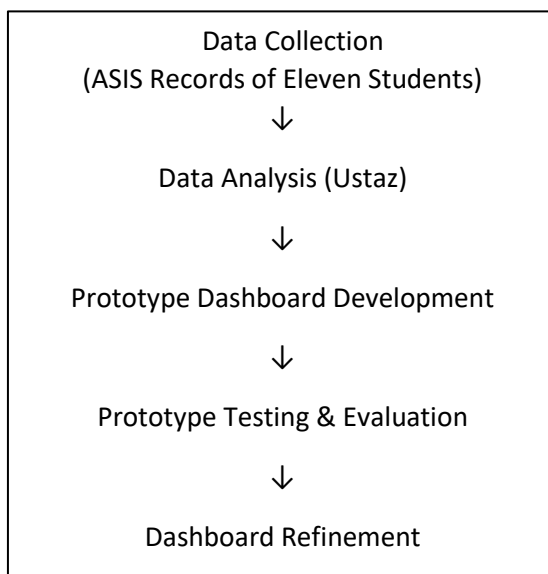 Data Collection
(ASIS Records of Eleven Students)
↓
Data Analysis (Ustaz)
↓
Prototype Dashboard Development
↓
Prototype Testing & Evaluation
↓
Dashboard Refinement